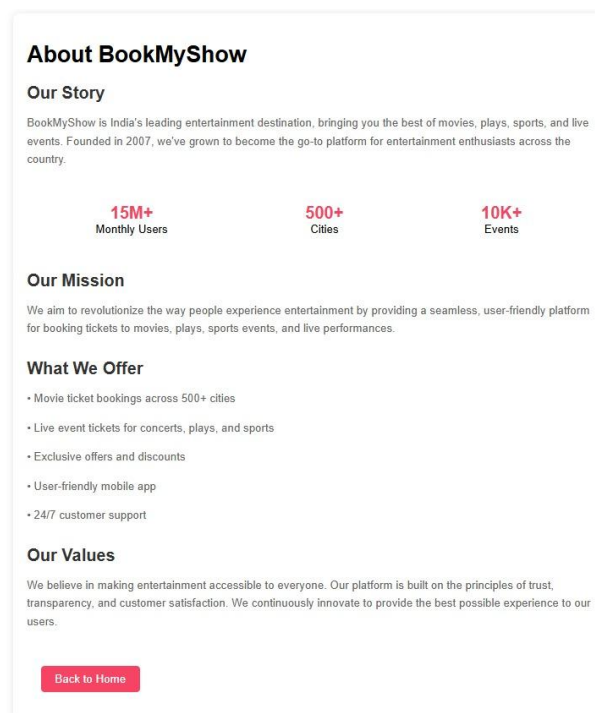 About BookMyShow
Our Story
BookMyShow is India's leading entertainment destination, bringing you the best of movies, plays, sports, and live
events. Founded in 2007, we've grown to become the go-to platform for entertainment enthusiasts across the
country.
15M+ 500+ 10K+
Monthly Users Cities Events
Our Mission
We aim to revolutionize the way people experience entertainment by providing a seamless, user-friendly platform
for booking tickets to movies, plays, sports events, and live performances.
What We Offer
• Movie ticket bookings across 500+ cities
• Live event tickets for concerts, plays, and sports
• Exclusive offers and discounts
• User-friendly mobile app
• 24/7 customer support
Our Values
We believe in making entertainment accessible to everyone. Our platform is built on the principles of trust,
transparency, and customer satisfaction. We continuously innovate to provide the best possible experience to our
users.
Back to Home